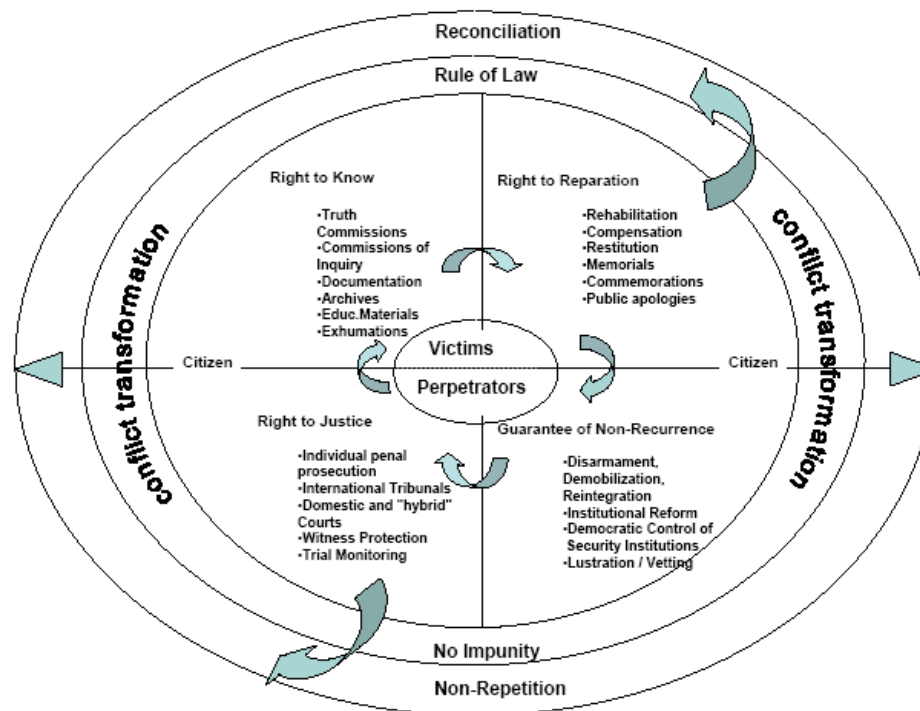 Reconciliation
Rule of Law
conflict transformation
conflict transformation
Right to Know
•Truth
Commissions
•Commissions of
Inquiry
•Documentation
•Archives
•Educ.Materials
•Exhumations
Right to Reparation
•Rehabilitation
•Compensation
•Restitution
•Memorials
•Commemorations
•Public apologies
Citizen
Victims
Perpetrators
Citizen
Right to Justice
•Individual penal
prosecution
•International Tribunals
•Domestic and "hybrid"
Courts
•Witness Protection
•Trial Monitoring
Guarantee of Non-Recurrence
•Disarmament,
Demobilization,
Reintegration
•Institutional Reform
•Democratic Control of
Security Institutions
•Lustration / Vetting
No Impunity
Non-Repetition